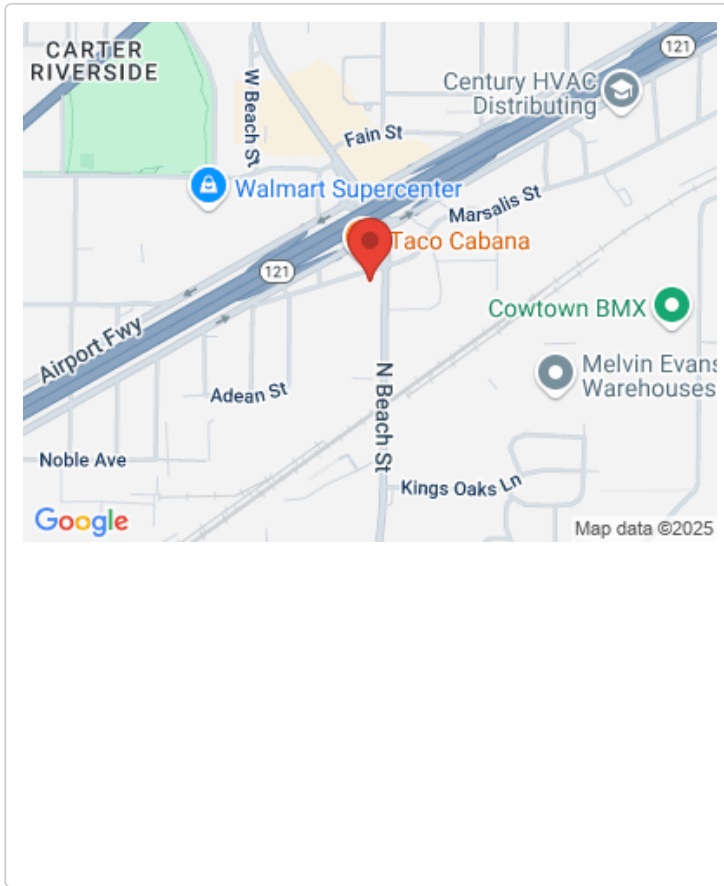 CARTER
RIVERSIDE
W Beach St
121
Century HVAC
Distributing
Fain St
Walmart Supercenter
Marsalis St
Taco Cabana
121
Cowtown BMX
Airport Fwy
Melvin Evans
Warehouses
Adean St
N Beach St
Noble Ave
Kings Oaks Ln
Google
Map data ©2025